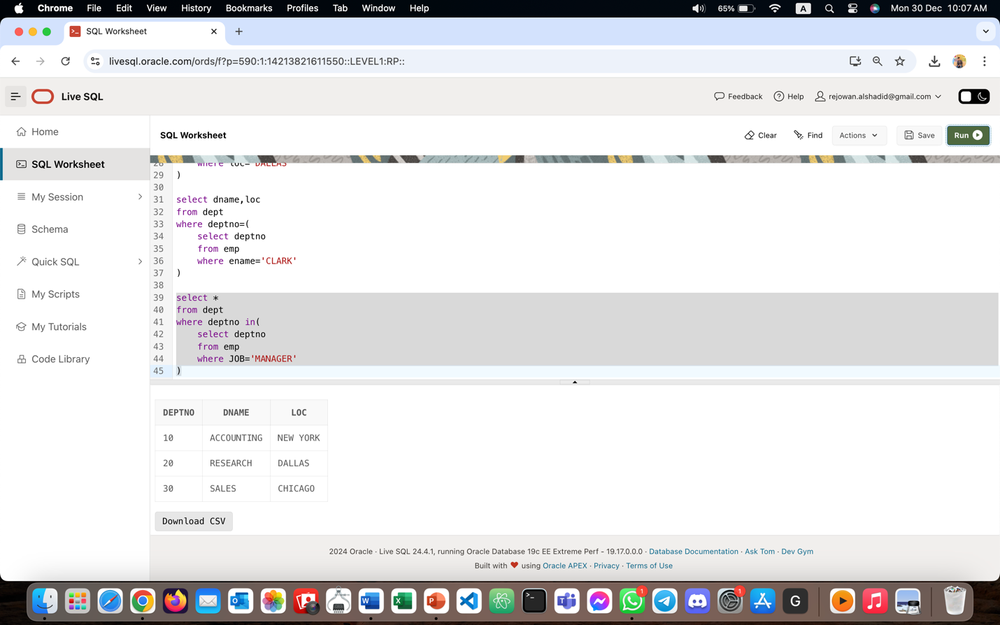 Chrome File Edit View History Bookmarks Profiles Tab Window Help 65% A Mon 30 Dec 10:07 AM
SQL Worksheet
livesql.oracle.com/ords/f?p=590:1:14213821611550::LEVEL1:RP::
Live SQL Feedback Help rejowan.alshadid@gmail.com
Home
SQL Worksheet
My Session
Schema
Quick SQL
My Scripts
My Tutorials
Code Library
SQL Worksheet Clear Find Actions Save Run
28 where loc='DALLAS'
29 )
30
31 select dname,loc
32 from dept
33 where deptno=(
34 select deptno
35 from emp
36 where ename='CLARK'
37 )
38
39 select *
40 from dept
41 where deptno in(
42 select deptno
43 from emp
44 where JOB='MANAGER'
45 )
DEPTNO DNAME LOC
10 ACCOUNTING NEW YORK
20 RESEARCH DALLAS
30 SALES CHICAGO
Download CSV
2024 Oracle · Live SQL 24.4.1, running Oracle Database 19c EE Extreme Perf - 19.17.0.0.0 · Database Documentation · Ask Tom · Dev Gym
Built with ❤ using Oracle APEX · Privacy · Terms of Use
W X P 1 1 G